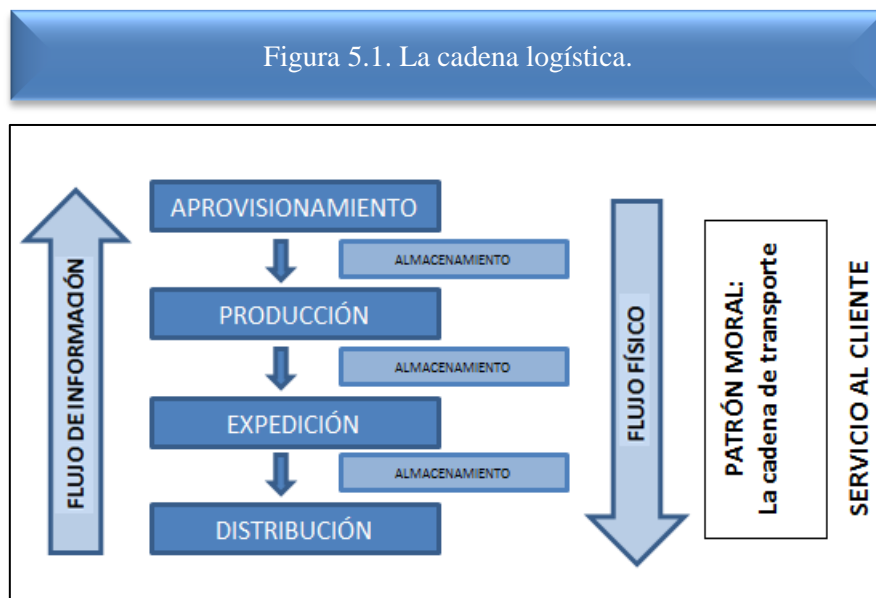 Figura 5.1. La cadena logística.
FLUJO DE INFORMACIÓN
APROVISIONAMIENTO
ALMACENAMIENTO
PRODUCCIÓN
ALMACENAMIENTO
EXPEDICIÓN
ALMACENAMIENTO
DISTRIBUCIÓN
FLUJO FÍSICO
PATRÓN MORAL:
La cadena de transporte
SERVICIO AL CLIENTE